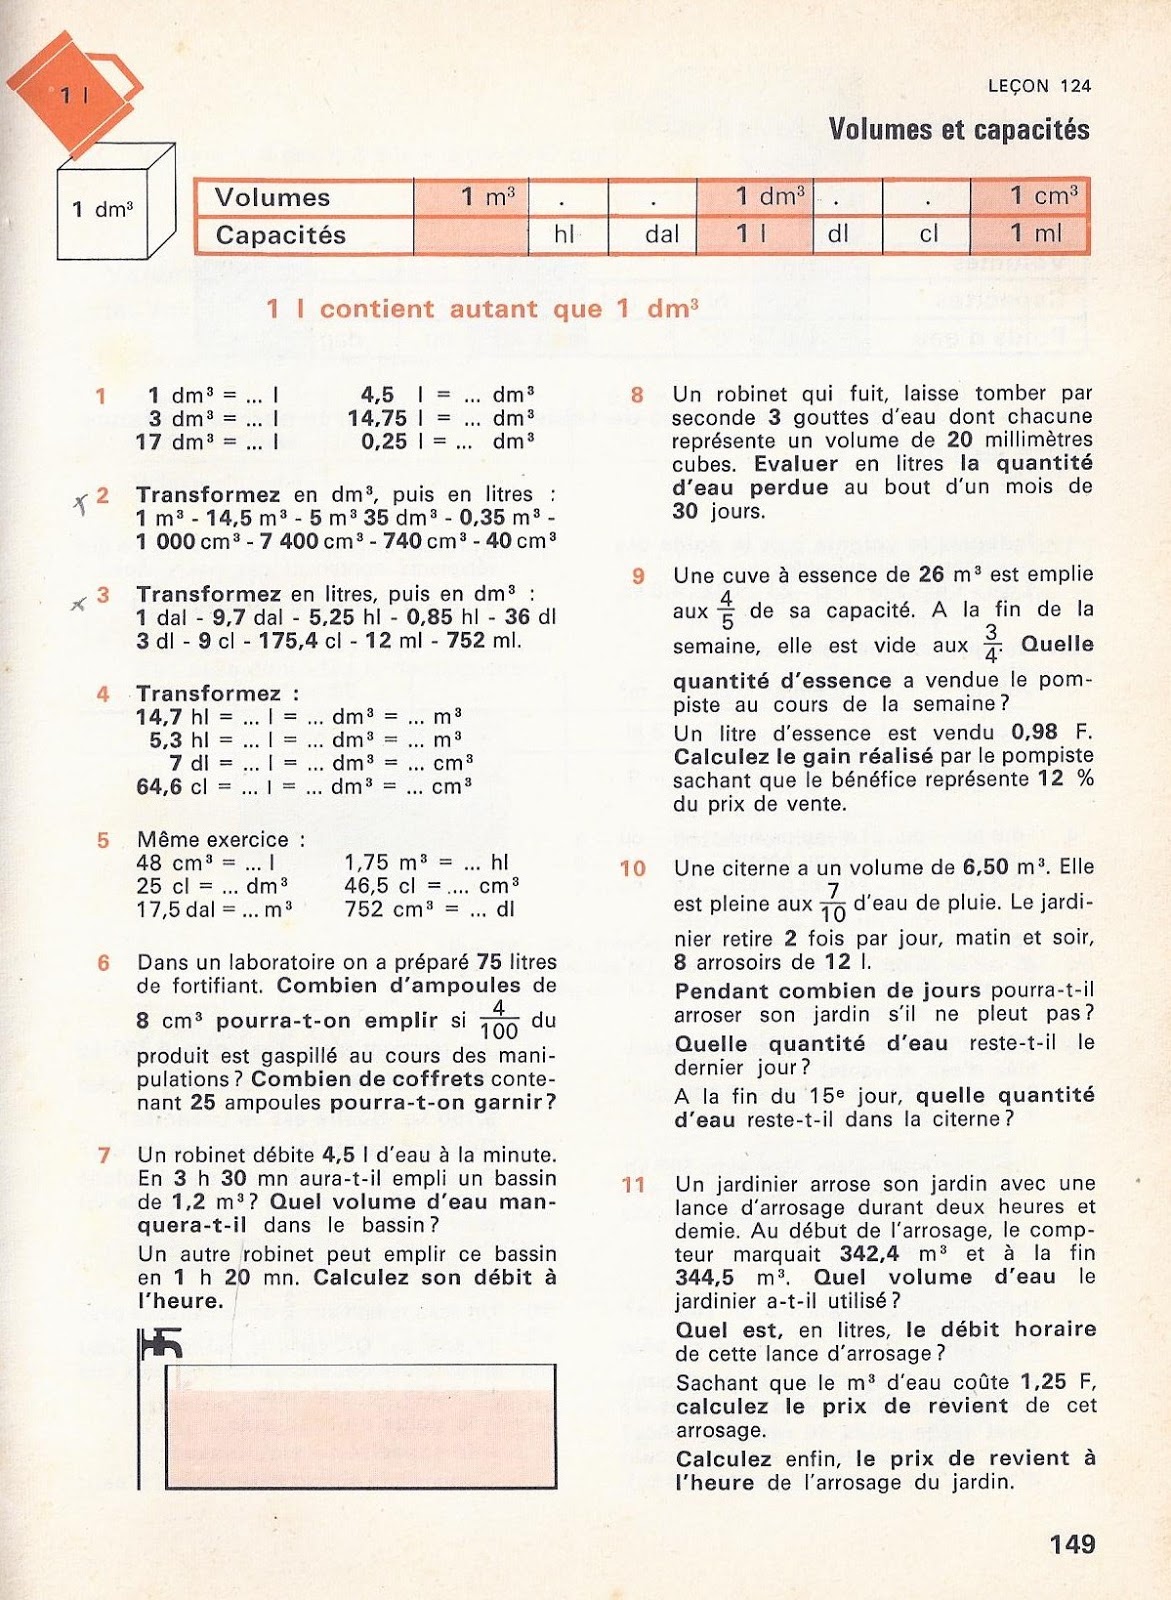 1 l
LEÇON 124
Volumes et capacités
1 dm³
Volumes 1 m³ . . 1 dm³ . . 1 cm³
Capacités hl dal 1 l dl cl 1 ml
1 l contient autant que 1 dm³
1 1 dm³ = ... l 4,5 l = ... dm³
3 dm³ = ... l 14,75 l = ... dm³
17 dm³ = ... l 0,25 l = ... dm³
2 Transformez en dm³, puis en litres :
1 m³ - 14,5 m³ - 5 m³ 35 dm³ - 0,35 m³ -
1 000 cm³ - 7 400 cm³ - 740 cm³ - 40 cm³
3 Transformez en litres, puis en dm³ :
1 dal - 9,7 dal - 5,25 hl - 0,85 hl - 36 dl
3 dl - 9 cl - 175,4 cl - 12 ml - 752 ml.
4 Transformez :
14,7 hl = ... l = ... dm³ = ... m³
5,3 hl = ... l = ... dm³ = ... m³
7 dl = ... l = ... dm³ = ... cm³
64,6 cl = ... l = ... dm³ = ... cm³
5 Même exercice :
48 cm³ = ... l 1,75 m³ = ... hl
25 cl = ... dm³ 46,5 cl = .... cm³
17,5 dal = ... m³ 752 cm³ = ... dl
6 Dans un laboratoire on a préparé 75 litres
de fortifiant. Combien d'ampoules de
8 cm³ pourra-t-on emplir si 4/100 du
produit est gaspillé au cours des mani-
pulations ? Combien de coffrets conte-
nant 25 ampoules pourra-t-on garnir ?
7 Un robinet débite 4,5 l d'eau à la minute.
En 3 h 30 mn aura-t-il empli un bassin
de 1,2 m³ ? Quel volume d'eau man-
quera-t-il dans le bassin ?
Un autre robinet peut emplir ce bassin
en 1 h 20 mn. Calculez son débit à
l'heure.
8 Un robinet qui fuit, laisse tomber par
seconde 3 gouttes d'eau dont chacune
représente un volume de 20 millimètres
cubes. Evaluer en litres la quantité
d'eau perdue au bout d'un mois de
30 jours.
9 Une cuve à essence de 26 m³ est emplie
aux 4/5 de sa capacité. A la fin de la
semaine, elle est vide aux 3/4. Quelle
quantité d'essence a vendue le pom-
piste au cours de la semaine ?
Un litre d'essence est vendu 0,98 F.
Calculez le gain réalisé par le pompiste
sachant que le bénéfice représente 12 %
du prix de vente.
10 Une citerne a un volume de 6,50 m³. Elle
est pleine aux 7/10 d'eau de pluie. Le jardi-
nier retire 2 fois par jour, matin et soir,
8 arrosoirs de 12 l.
Pendant combien de jours pourra-t-il
arroser son jardin s'il ne pleut pas ?
Quelle quantité d'eau reste-t-il le
dernier jour ?
A la fin du 15e jour, quelle quantité
d'eau reste-t-il dans la citerne ?
11 Un jardinier arrose son jardin avec une
lance d'arrosage durant deux heures et
demie. Au début de l'arrosage, le comp-
teur marquait 342,4 m³ et à la fin
344,5 m³. Quel volume d'eau le
jardinier a-t-il utilisé ?
Quel est, en litres, le débit horaire
de cette lance d'arrosage ?
Sachant que le m³ d'eau coûte 1,25 F,
calculez le prix de revient de cet
arrosage.
Calculez enfin, le prix de revient à
l'heure de l'arrosage du jardin.
149